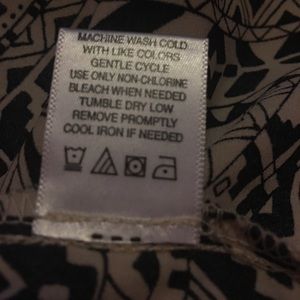 MACHINE WASH COLD
WITH LIKE COLORS
GENTLE CYCLE
USE ONLY NON-CHLORINE
BLEACH WHEN NEEDED
TUMBLE DRY LOW
REMOVE PROMPTLY
COOL IRON IF NEEDED